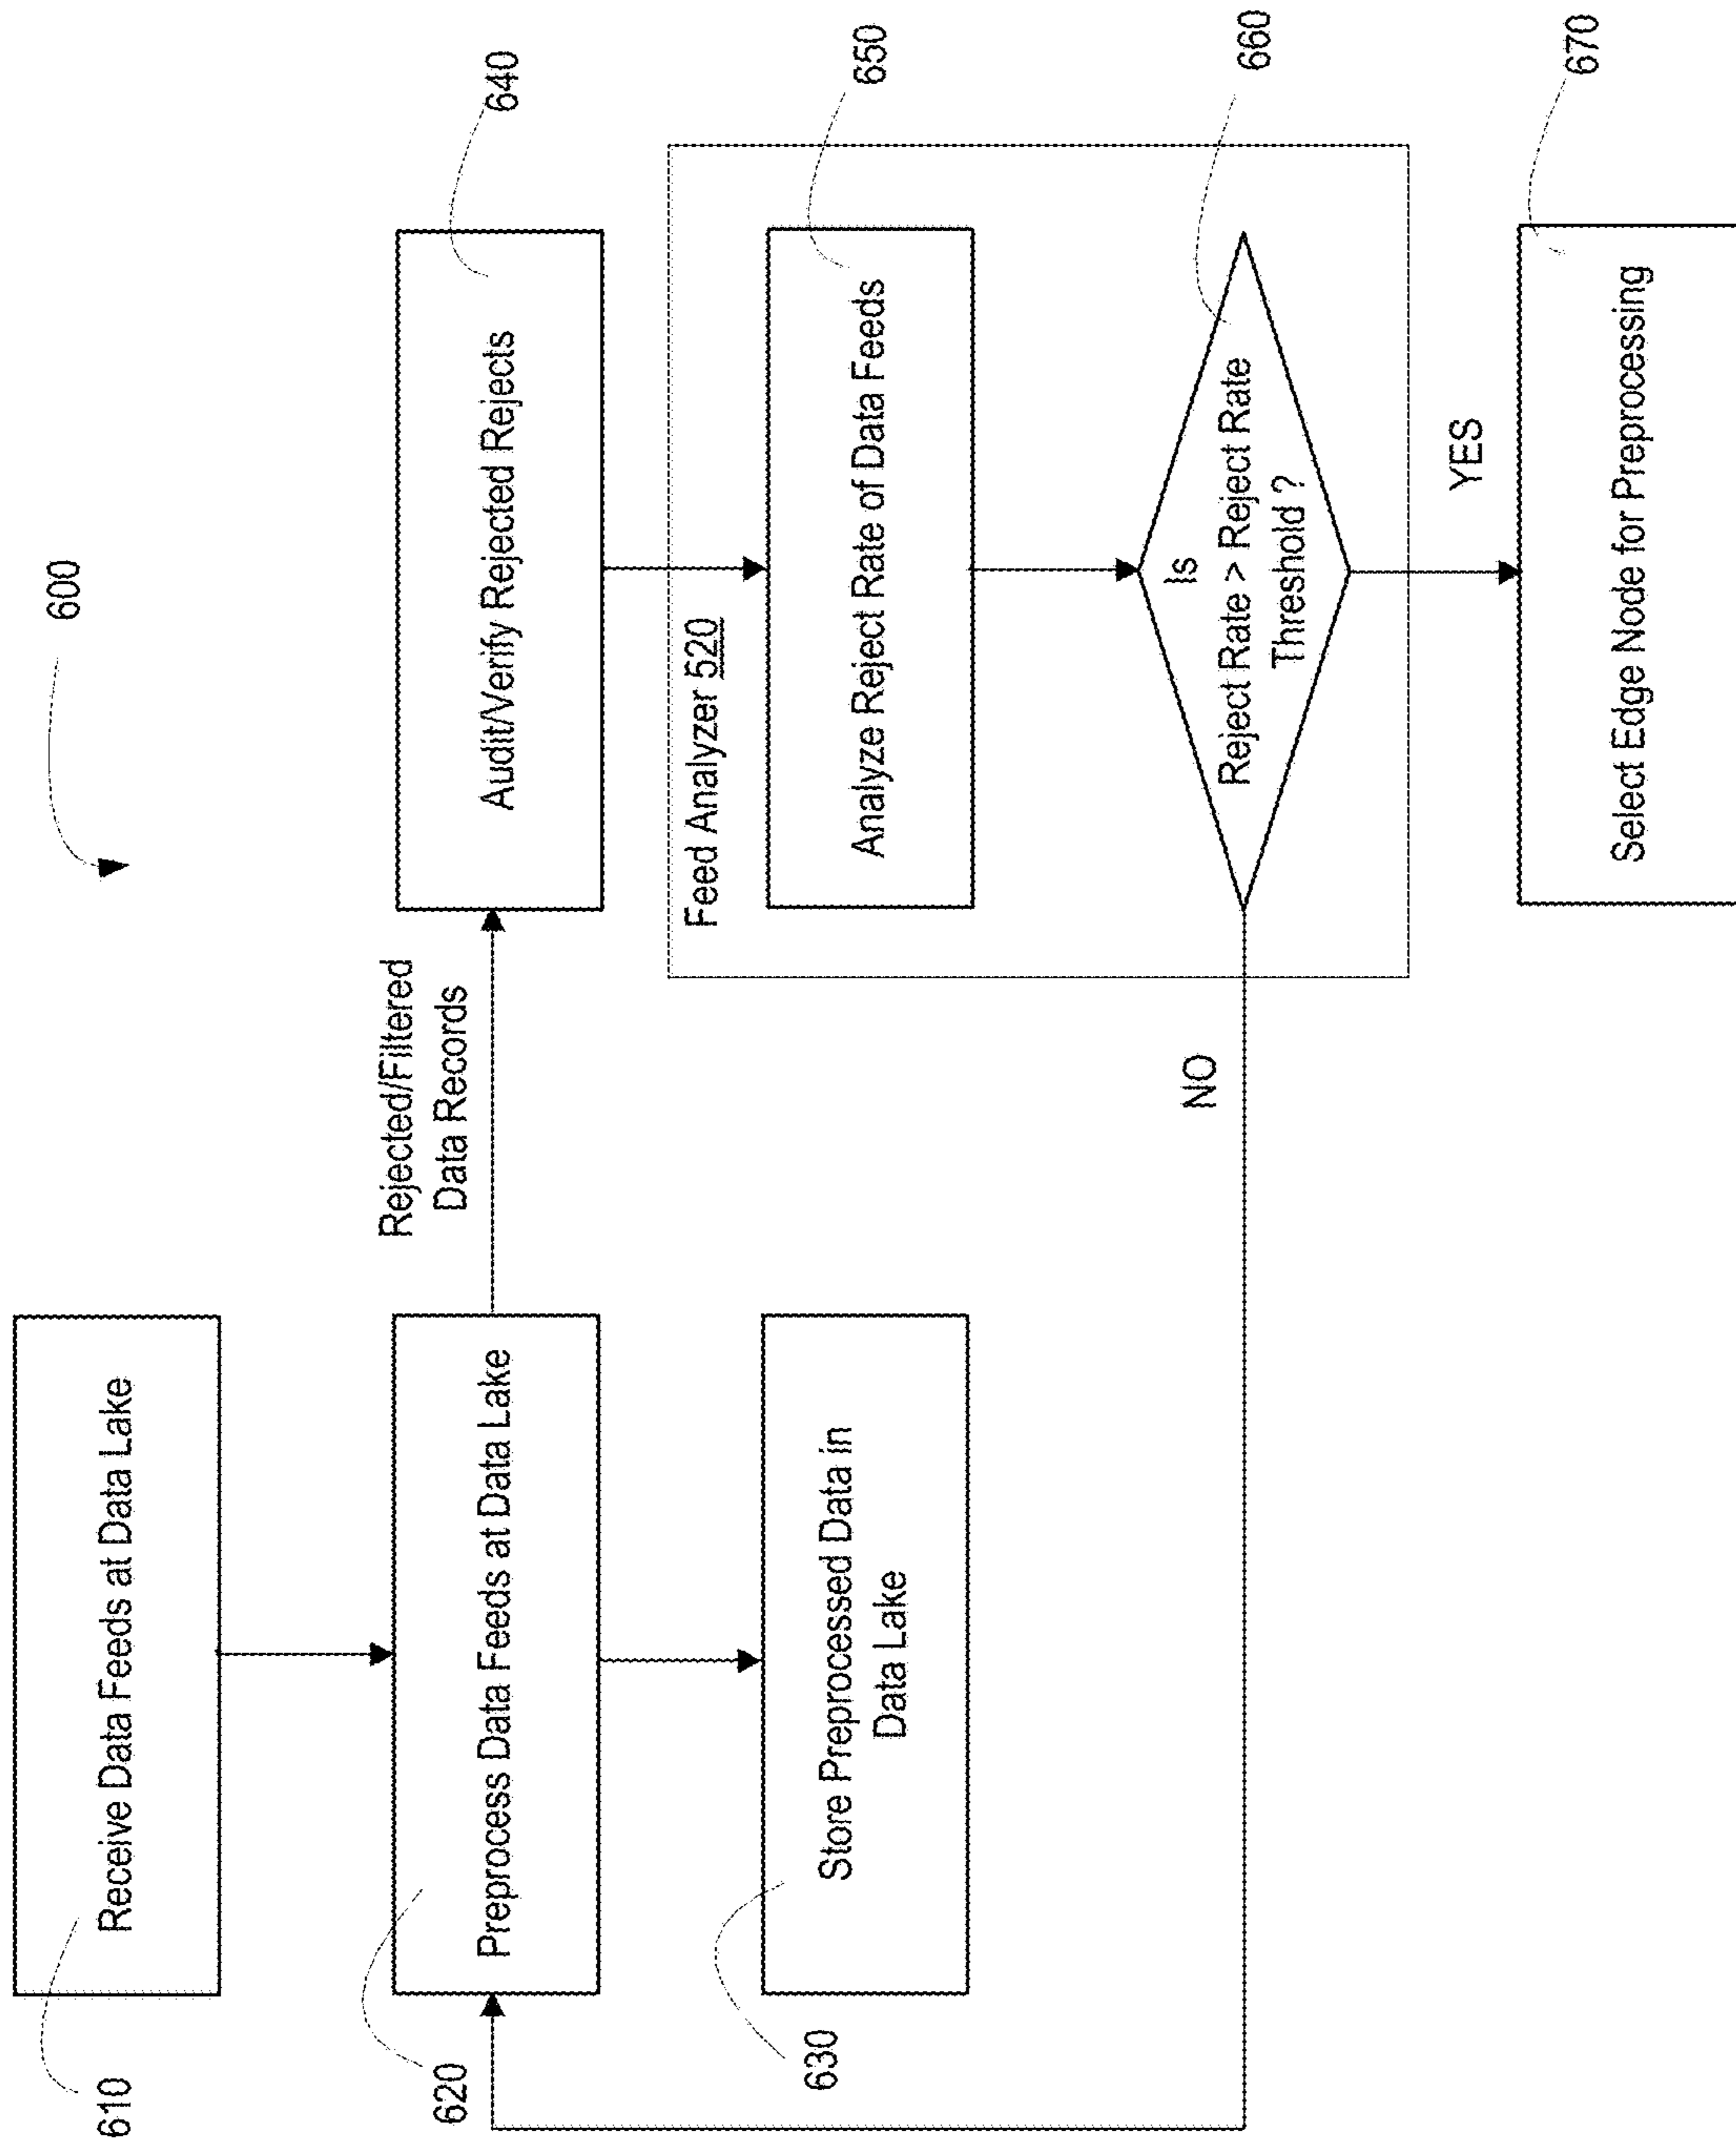 600
610
Receive Data Feeds at Data Lake
620
Preprocess Data Feeds at Data Lake
630
Store Preprocessed Data in
Data Lake
Rejected/Filtered
Data Records
640
Audit/Verify Rejected Rejects
Feed Analyzer 520
650
Analyze Reject Rate of Data Feeds
660
Is
Reject Rate > Reject Rate
Threshold ?
NO
YES
670
Select Edge Node for Preprocessing